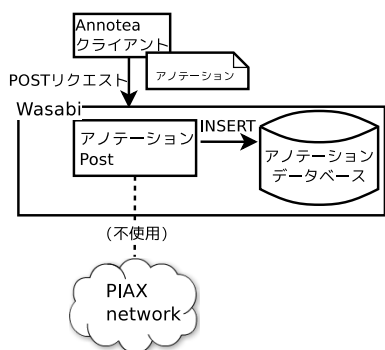 Annotea
クライアント
アノテーション
POSTリクエスト
Wasabi
アノテーション
Post
INSERT
アノテーション
データベース
（不使用）
PIAX
network